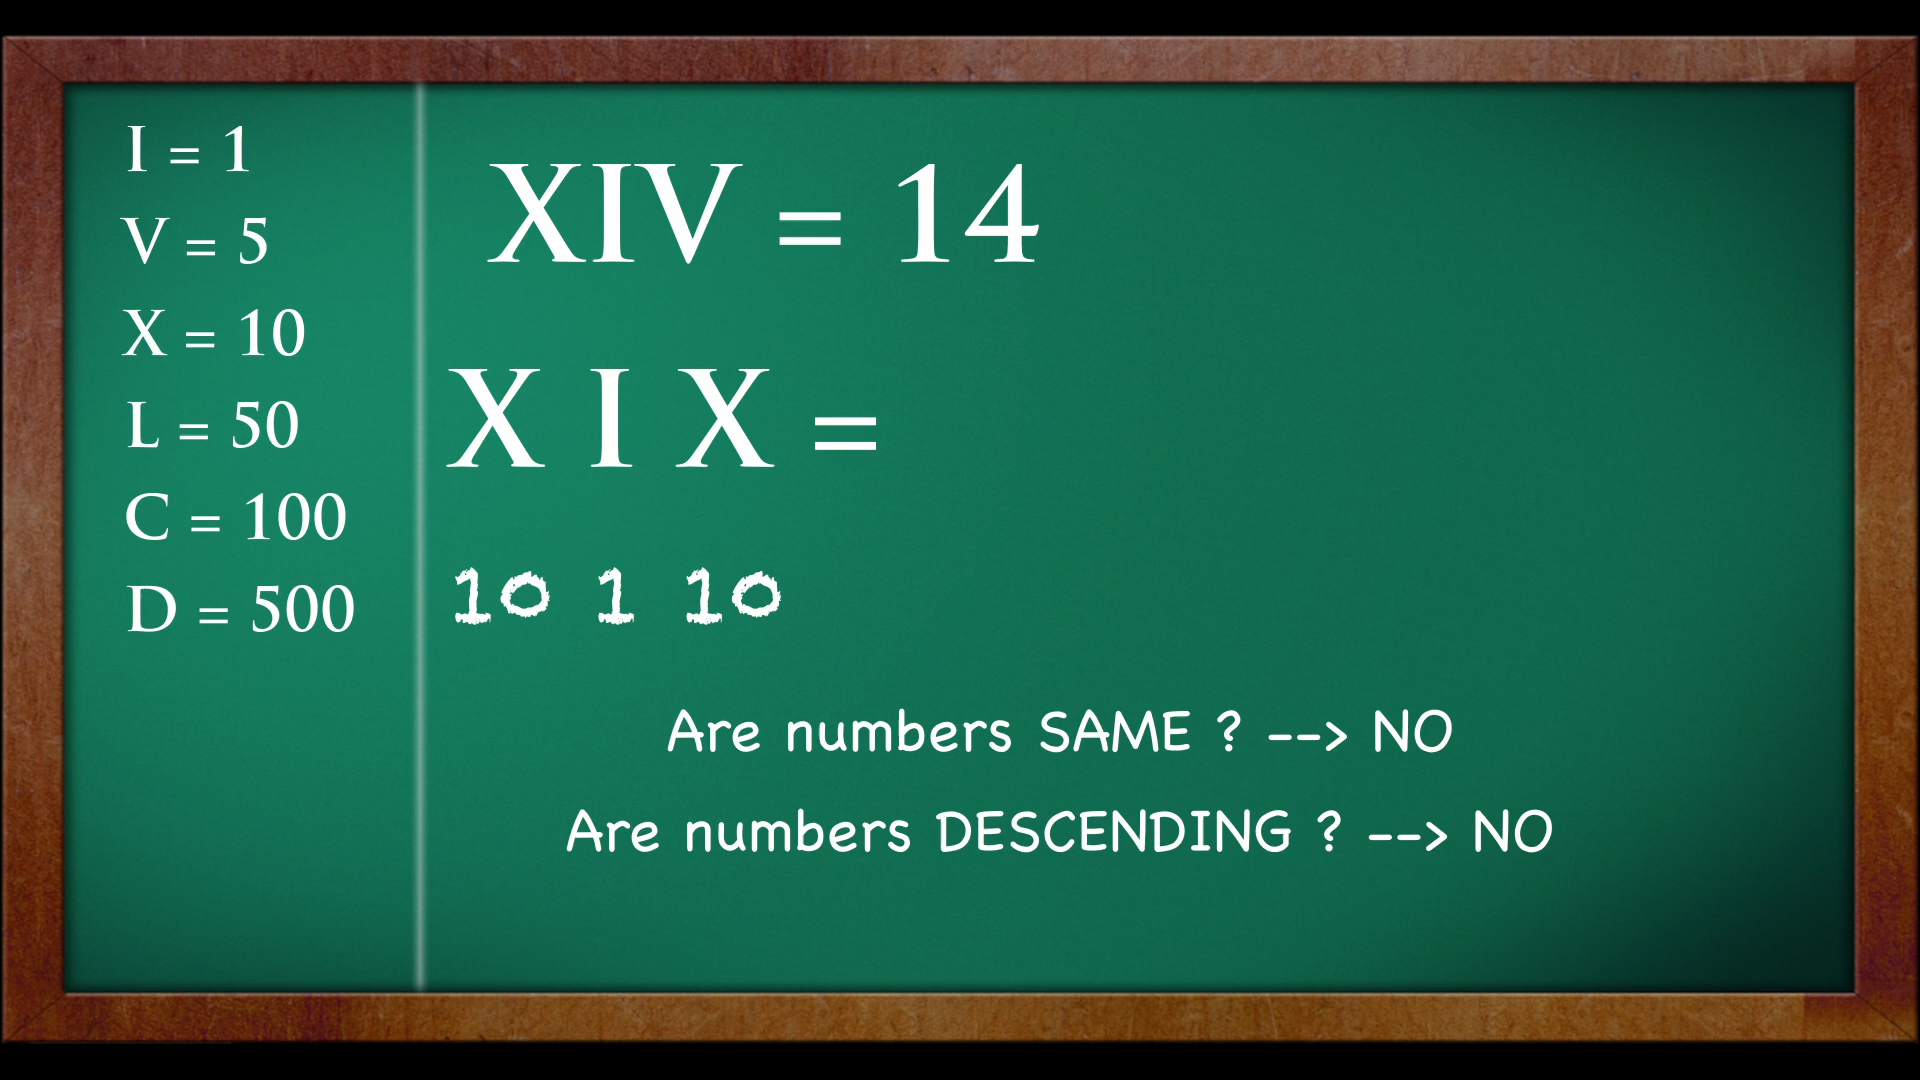 I = 1
V = 5
X = 10
L = 50
C = 100
D = 500
XIV = 14
X I X =
10 1 10
Are numbers SAME ? --> NO
Are numbers DESCENDING ? --> NO